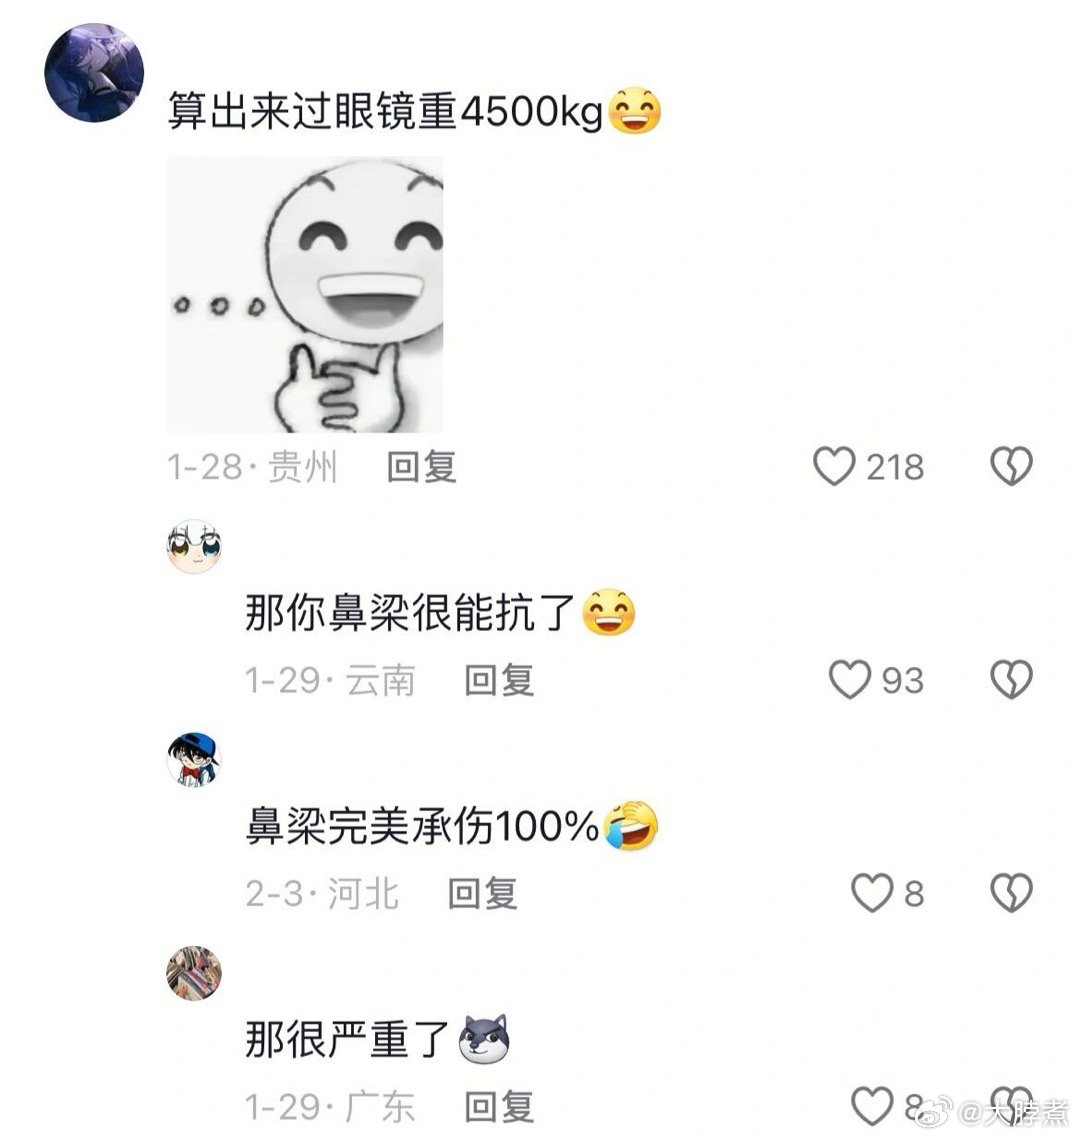 算出来过眼镜重4500kg😄
1-28·贵州 回复 218
那你鼻梁很能抗了😄
1-29·云南 回复 93
鼻梁完美承伤100%
2-3·河北 回复 8
那很严重了
1-29·广东 回复 8
@大脖煮